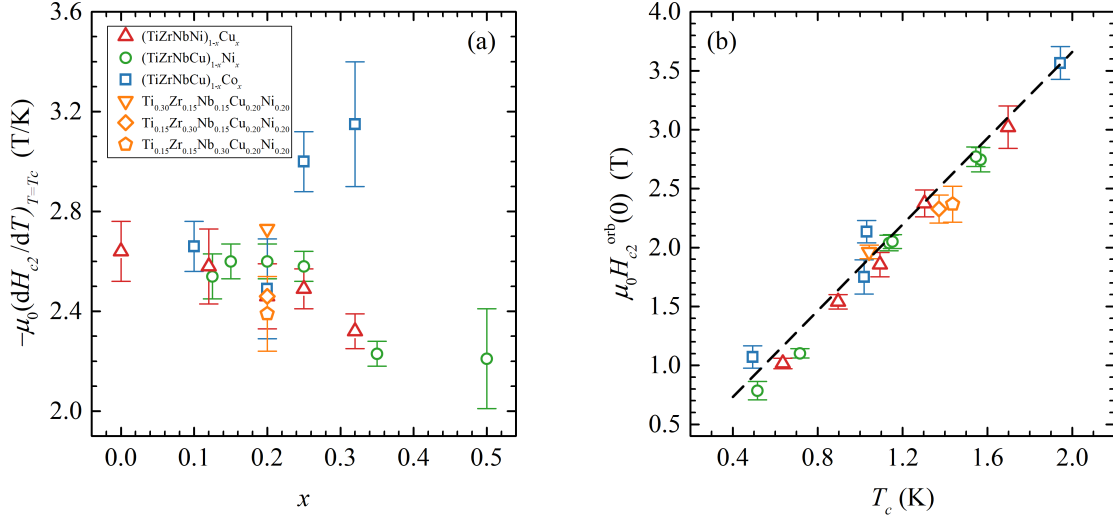 (a)
(TiZrNbNi)1-xCux
(TiZrNbCu)1-xNix
(TiZrNbCu)1-xCox
Ti0.30Zr0.15Nb0.15Cu0.20Ni0.20
Ti0.15Zr0.30Nb0.15Cu0.20Ni0.20
Ti0.15Zr0.15Nb0.30Cu0.20Ni0.20
−μ0(dHc2/dT)T=Tc (T/K)
3.6
3.2
2.8
2.4
2.0
0.0 0.1 0.2 0.3 0.4 0.5
x
(b)
μ0Hc2orb(0) (T)
4.0
3.5
3.0
2.5
2.0
1.5
1.0
0.5
0.4 0.8 1.2 1.6 2.0
Tc (K)